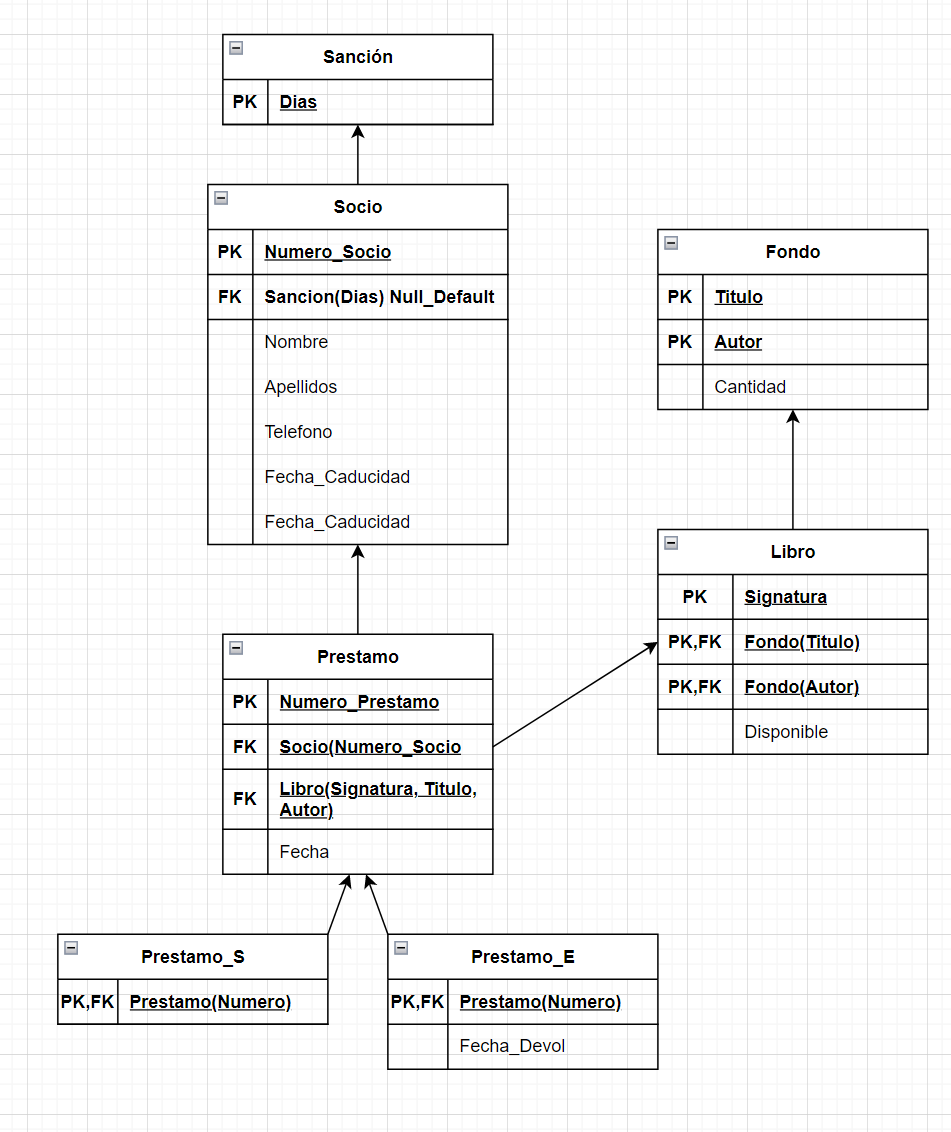 Sanción
PK Dias
Socio
PK Numero_Socio
FK Sancion(Dias) Null_Default
Nombre
Apellidos
Telefono
Fecha_Caducidad
Fecha_Caducidad
Fondo
PK Titulo
PK Autor
Cantidad
Libro
PK Signatura
PK,FK Fondo(Titulo)
PK,FK Fondo(Autor)
Disponible
Prestamo
PK Numero_Prestamo
FK Socio(Numero_Socio
FK Libro(Signatura, Titulo,
Autor)
Fecha
Prestamo_S
PK,FK Prestamo(Numero)
Prestamo_E
PK,FK Prestamo(Numero)
Fecha_Devol